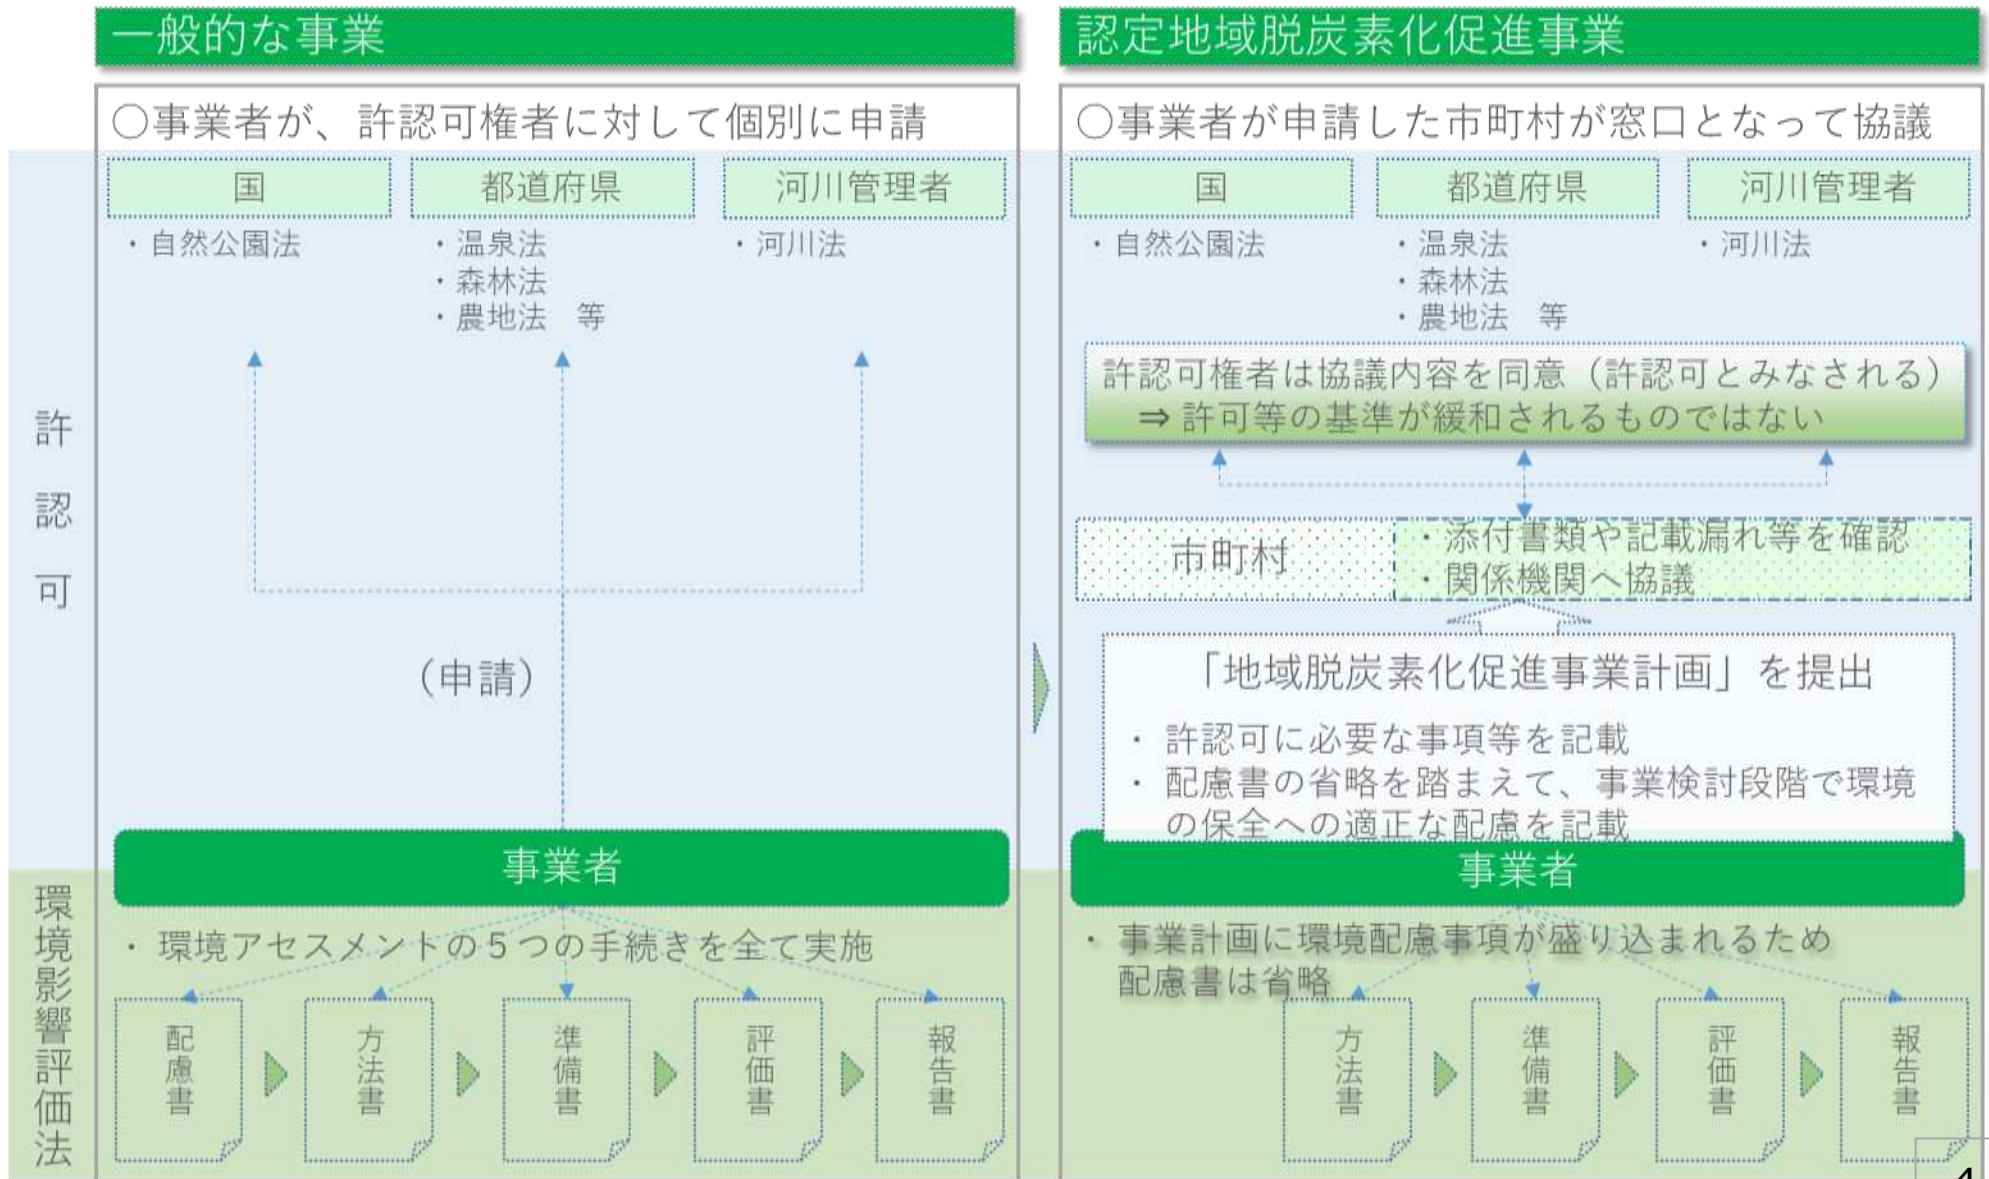 一般的な事業
○事業者が、許認可権者に対して個別に申請
国
都道府県
河川管理者
・自然公園法
・温泉法
・森林法
・農地法　等
・河川法
許認可
(申請)
事業者
環境影響評価法
・環境アセスメントの５つの手続きを全て実施
配慮書
方法書
準備書
評価書
報告書
認定地域脱炭素化促進事業
○事業者が申請した市町村が窓口となって協議
国
都道府県
河川管理者
・自然公園法
・温泉法
・森林法
・農地法　等
・河川法
許認可権者は協議内容を同意（許認可とみなされる）
⇒許可等の基準が緩和されるものではない
市町村
・添付書類や記載漏れ等を確認
・関係機関へ協議
「地域脱炭素化促進事業計画」を提出
・許認可に必要な事項等を記載
・配慮書の省略を踏まえて、事業検討段階で環境
の保全への適正な配慮を記載
事業者
・事業計画に環境配慮事項が盛り込まれるため
配慮書は省略
方法書
準備書
評価書
報告書
4